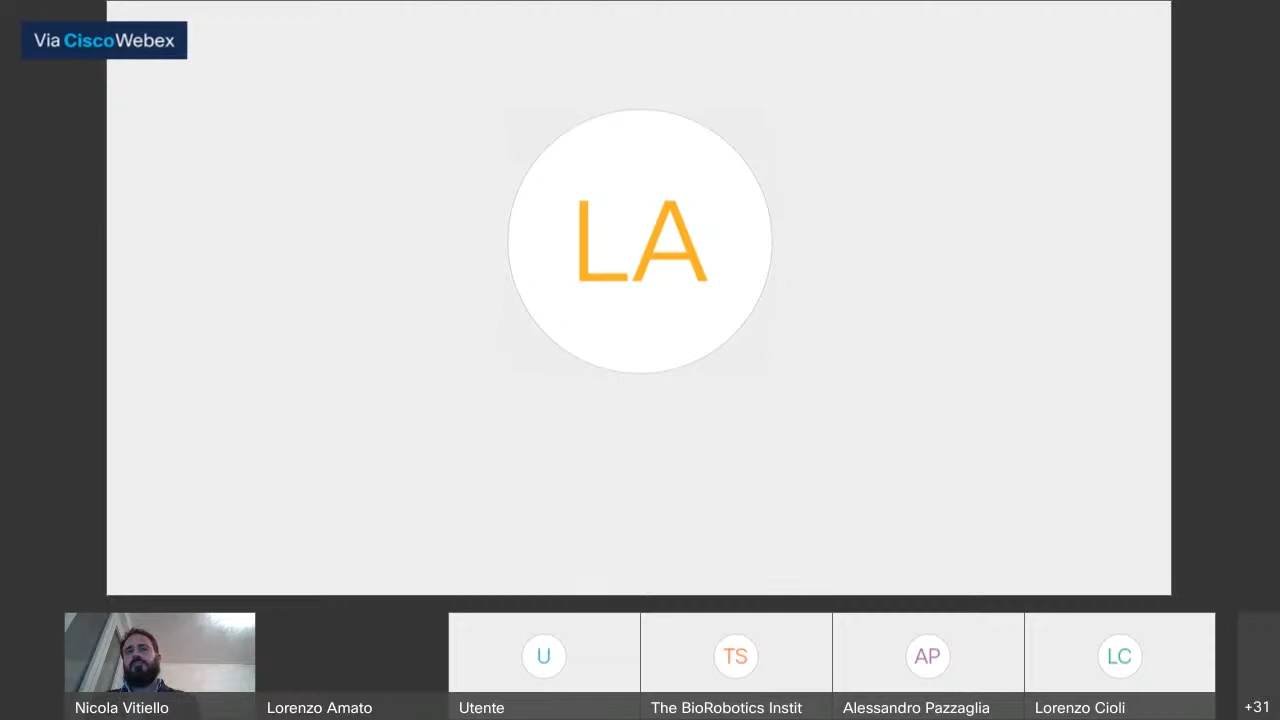 Via CiscoWebex
LA
U
TS
AP
LC
Nicola Vitiello
Lorenzo Amato
Utente
The BioRobotics Instit
Alessandro Pazzaglia
Lorenzo Cioli
+31